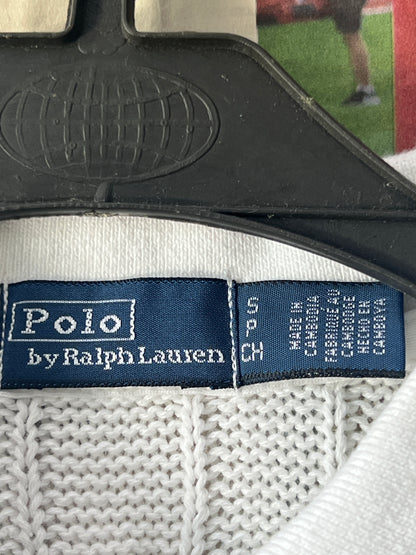 Polo
by Ralph Lauren
S
P
CH
MADE IN
CAMBODIA
FABRIQUÉ AU
CAMBODGE
HECHO EN
CAMBOYA